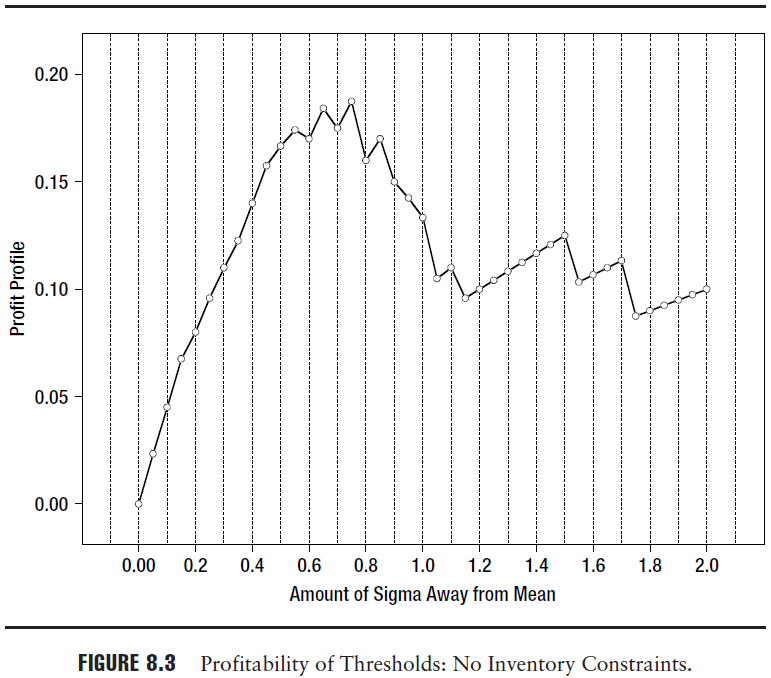 0.20
0.15
0.10
0.05
0.00
Profit Profile
0.00 0.2 0.4 0.6 0.8 1.0 1.2 1.4 1.6 1.8 2.0
Amount of Sigma Away from Mean
FIGURE 8.3 Profitability of Thresholds: No Inventory Constraints.